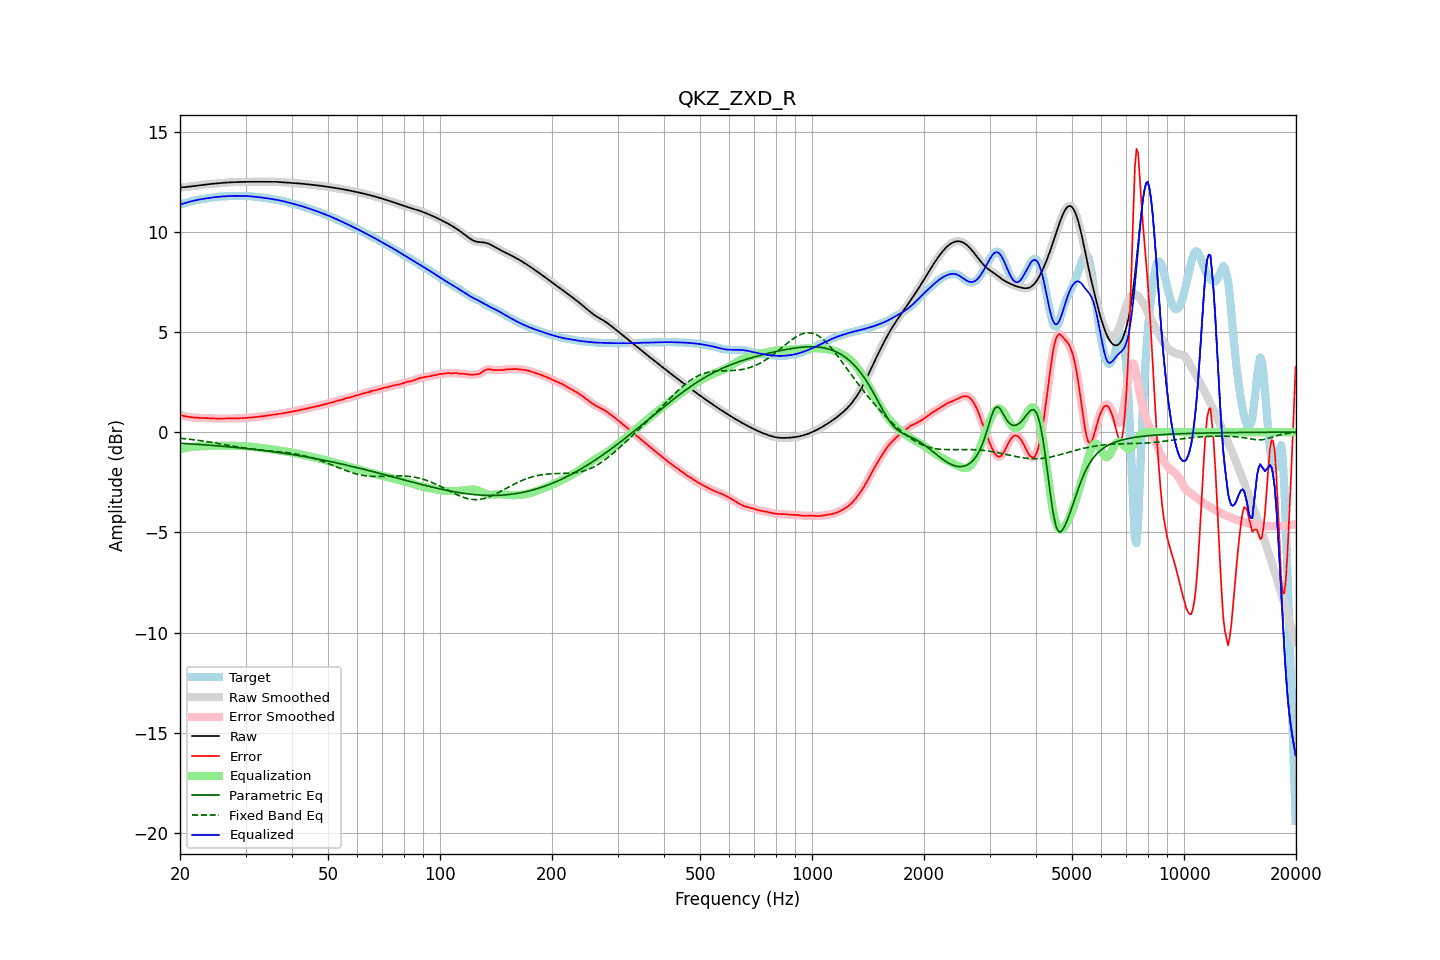 QKZ_ZXD_R
Amplitude (dBr)
15
10
5
0
−5
−10
−15
−20
Target
Raw Smoothed
Error Smoothed
Raw
Error
Equalization
Parametric Eq
Fixed Band Eq
Equalized
20 50 100 200 500 1000 2000 5000 10000 20000
Frequency (Hz)